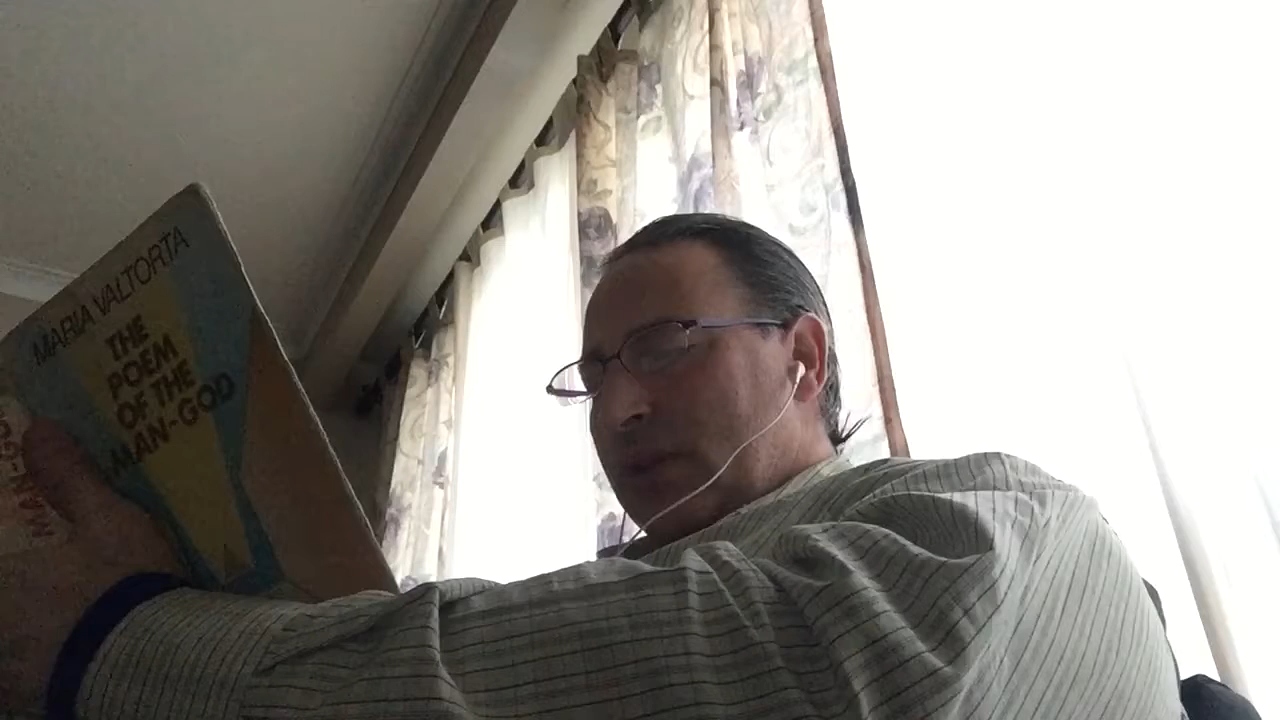 MARIA VALTORTA
THE
POEM
OF THE
MAN-GOD